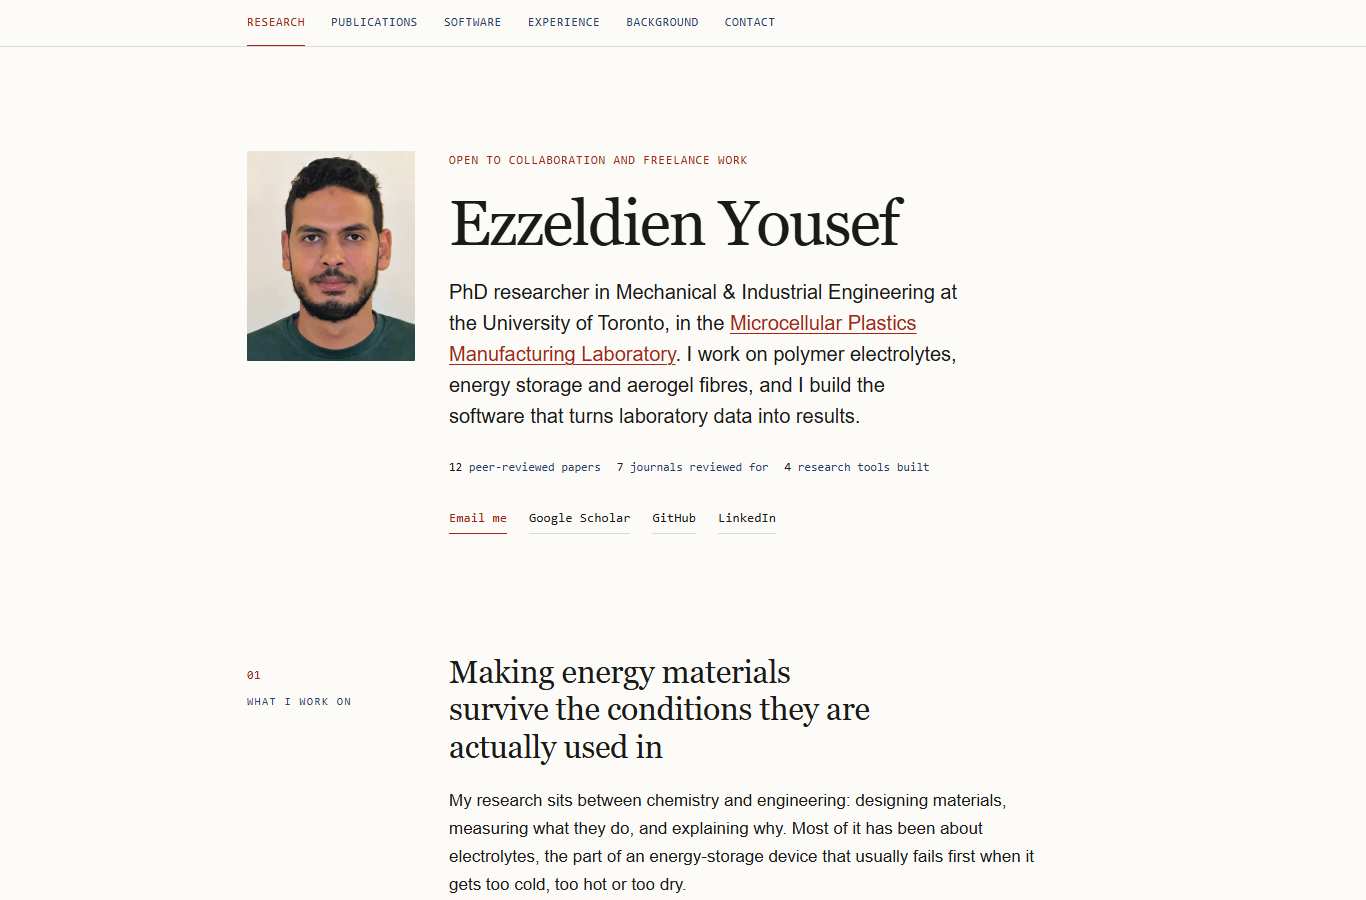 RESEARCH PUBLICATIONS SOFTWARE EXPERIENCE BACKGROUND CONTACT
OPEN TO COLLABORATION AND FREELANCE WORK
Ezzeldien Yousef
PhD researcher in Mechanical & Industrial Engineering at
the University of Toronto, in the Microcellular Plastics
Manufacturing Laboratory. I work on polymer electrolytes,
energy storage and aerogel fibres, and I build the
software that turns laboratory data into results.
12 peer-reviewed papers 7 journals reviewed for 4 research tools built
Email me Google Scholar GitHub LinkedIn
01
WHAT I WORK ON
Making energy materials
survive the conditions they are
actually used in
My research sits between chemistry and engineering: designing materials,
measuring what they do, and explaining why. Most of it has been about
electrolytes, the part of an energy-storage device that usually fails first when it
gets too cold, too hot or too dry.